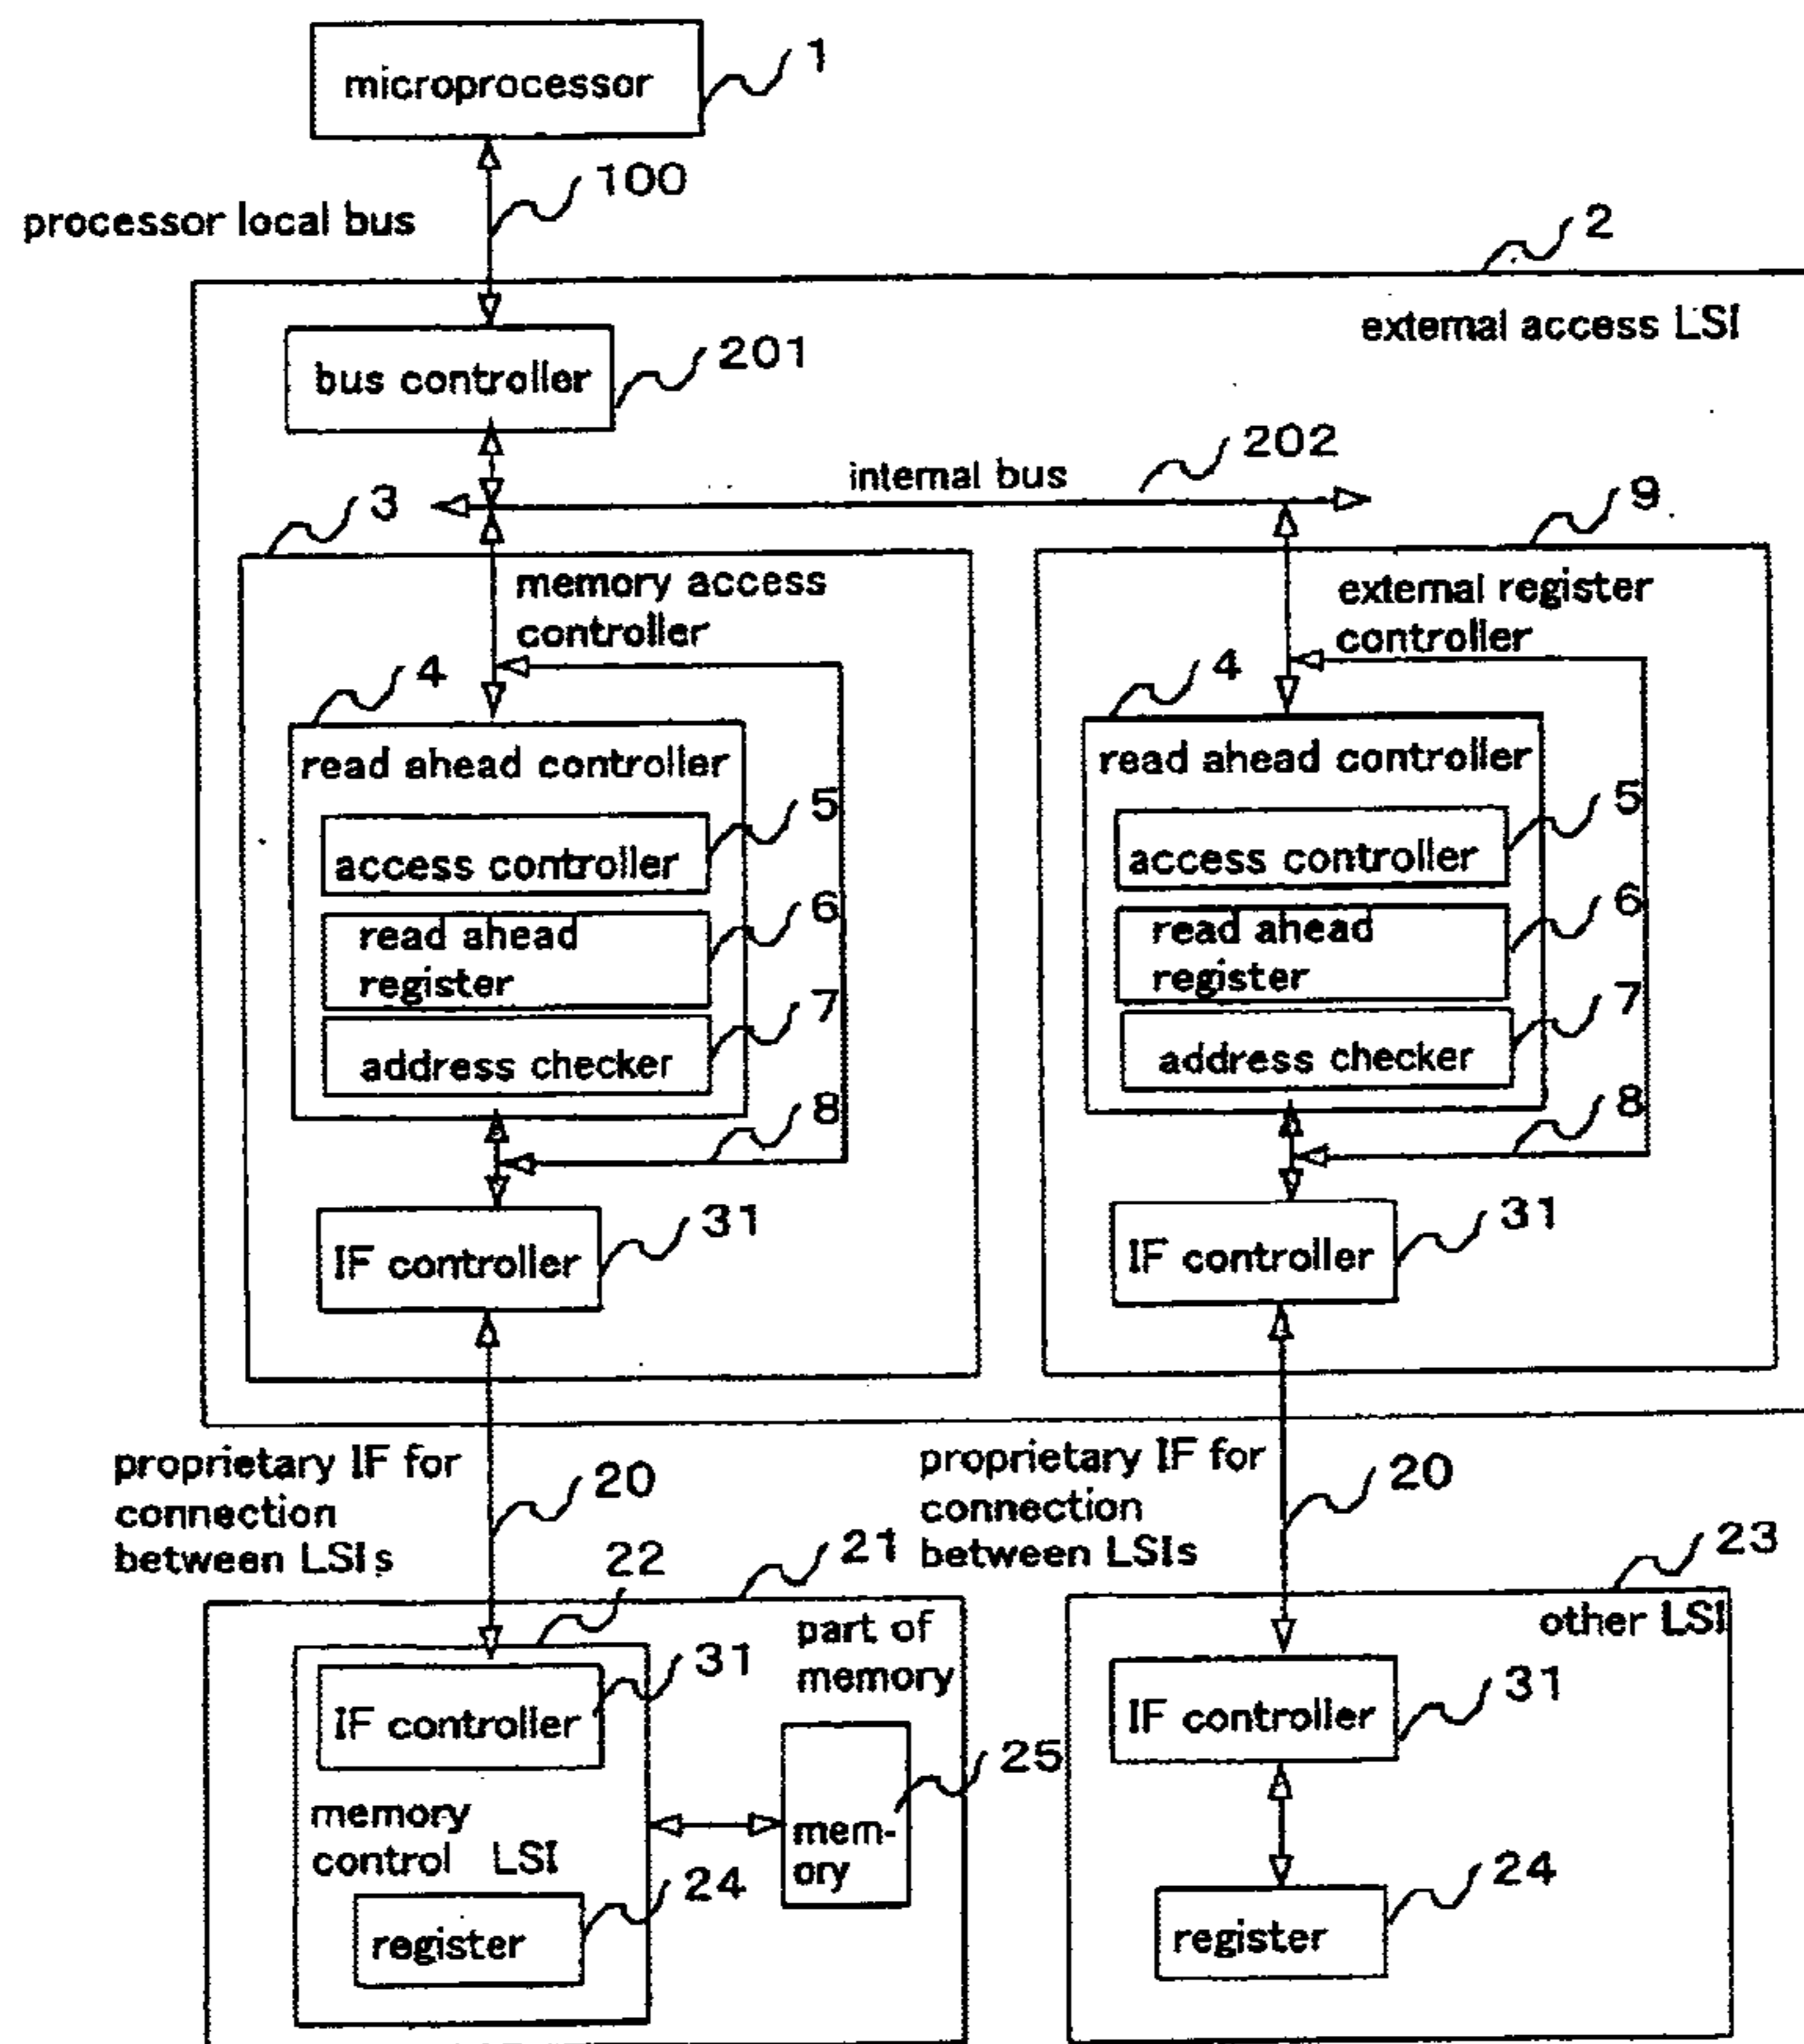 microprocessor
1
100
processor local bus
2
external access LSI
bus controller
201
internal bus
202
3
memory access
controller
4
read ahead controller
access controller
5
read ahead
register
6
address checker
7
8
IF controller
31
9
external register
controller
4
read ahead controller
access controller
5
read ahead
register
6
address checker
7
8
IF controller
31
proprietary IF for
connection
between LSIs
20
proprietary IF for
connection
between LSIs
20
21
22
part of
memory
IF controller
31
memory
control LSI
register
24
mem-
ory
25
23
other LSI
IF controller
31
register
24